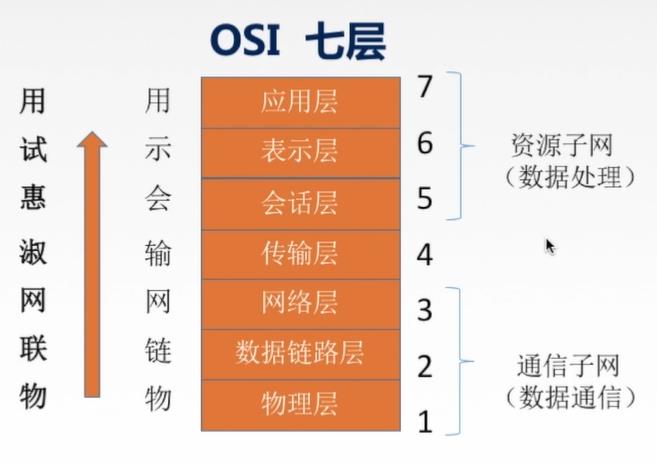 OSI 七层
用 用 应用层 7
试 示 表示层 6
惠 会 会话层 5
淑 输 传输层 4
网 网 网络层 3
联 链 数据链路层 2
物 物 物理层 1
资源子网
（数据处理）
通信子网
（数据通信）